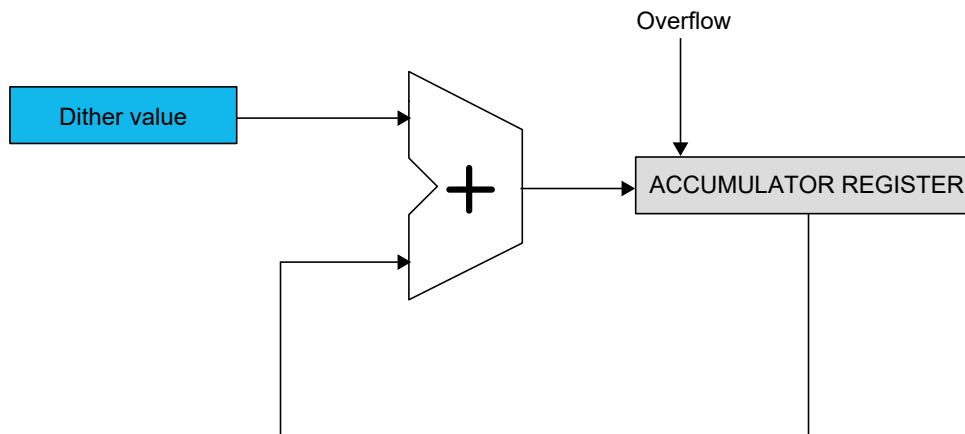 Overflow
Dither value
ACCUMULATOR REGISTER
+